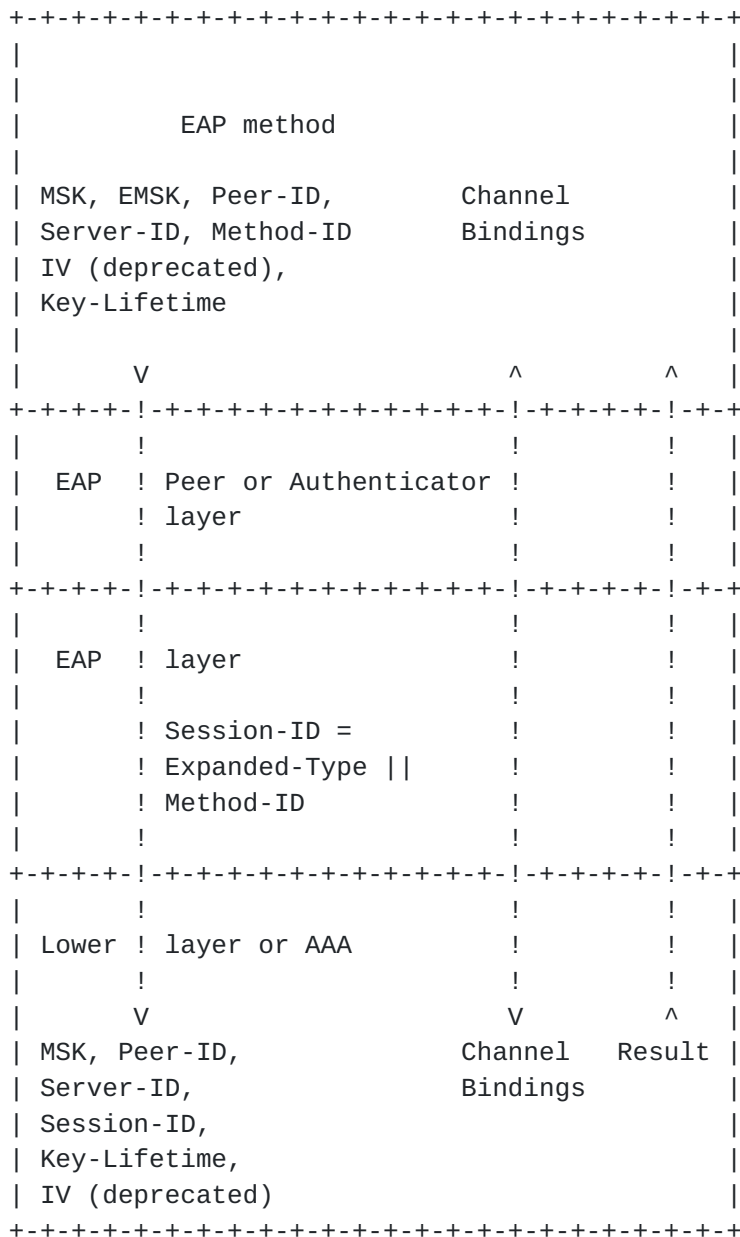 +-+-+-+-+-+-+-+-+-+-+-+-+-+-+-+-+-+-+-+-+-+-+-+
|                                             |
|                                             |
|          EAP method                         |
|                                             |
| MSK, EMSK, Peer-ID,        Channel          |
| Server-ID, Method-ID       Bindings         |
| IV (deprecated),                            |
| Key-Lifetime                                |
|                                             |
|       V                       ^         ^   |
+-+-+-+-!-+-+-+-+-+-+-+-+-+-+-+-!-+-+-+-+-!-+-+
|       !                       !         !   |
|  EAP  ! Peer or Authenticator !         !   |
|       ! layer                 !         !   |
|       !                       !         !   |
+-+-+-+-!-+-+-+-+-+-+-+-+-+-+-+-!-+-+-+-+-!-+-+
|       !                       !         !   |
|  EAP  ! layer                 !         !   |
|       !                       !         !   |
|       ! Session-ID =          !         !   |
|       ! Expanded-Type ||      !         !   |
|       ! Method-ID             !         !   |
|       !                       !         !   |
+-+-+-+-!-+-+-+-+-+-+-+-+-+-+-+-!-+-+-+-+-!-+-+
|       !                       !         !   |
| Lower ! layer or AAA          !         !   |
|       !                       !         !   |
|       V                       V         ^   |
| MSK, Peer-ID,              Channel   Result |
| Server-ID,                 Bindings         |
| Session-ID,                                 |
| Key-Lifetime,                               |
| IV (deprecated)                             |
+-+-+-+-+-+-+-+-+-+-+-+-+-+-+-+-+-+-+-+-+-+-+-+